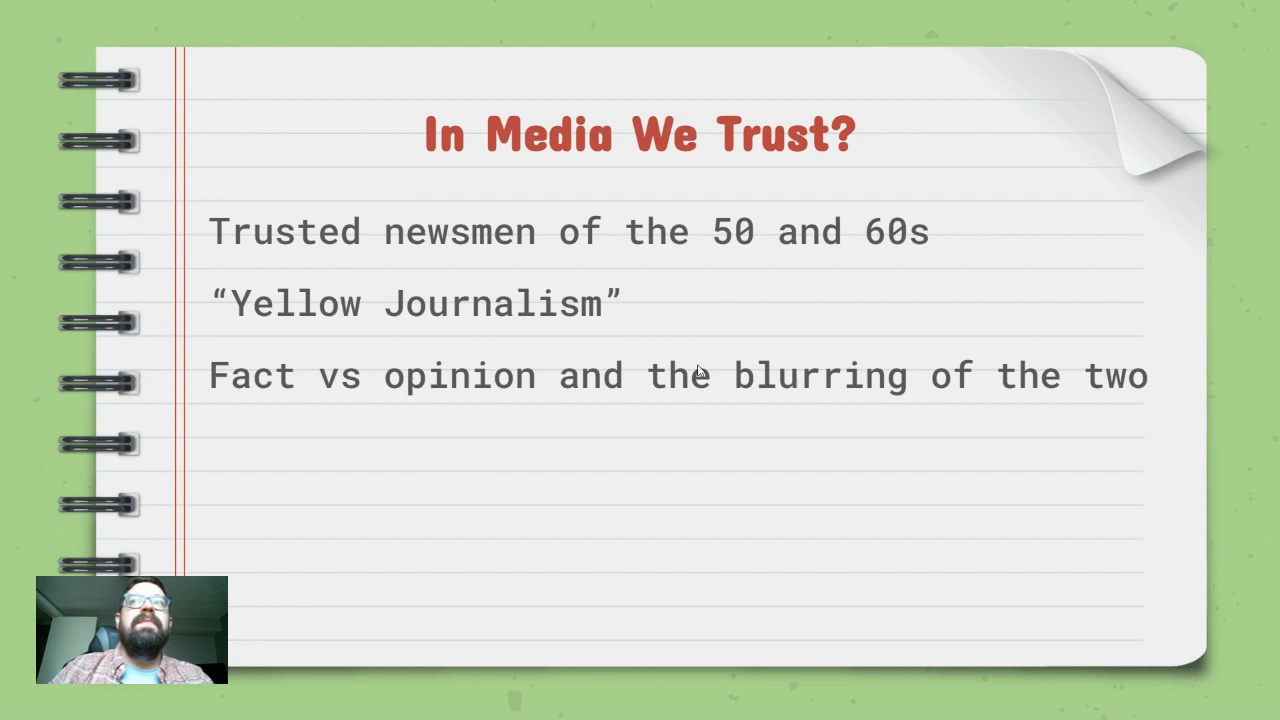 In Media We Trust?
Trusted newsmen of the 50 and 60s
“Yellow Journalism”
Fact vs opinion and the blurring of the two